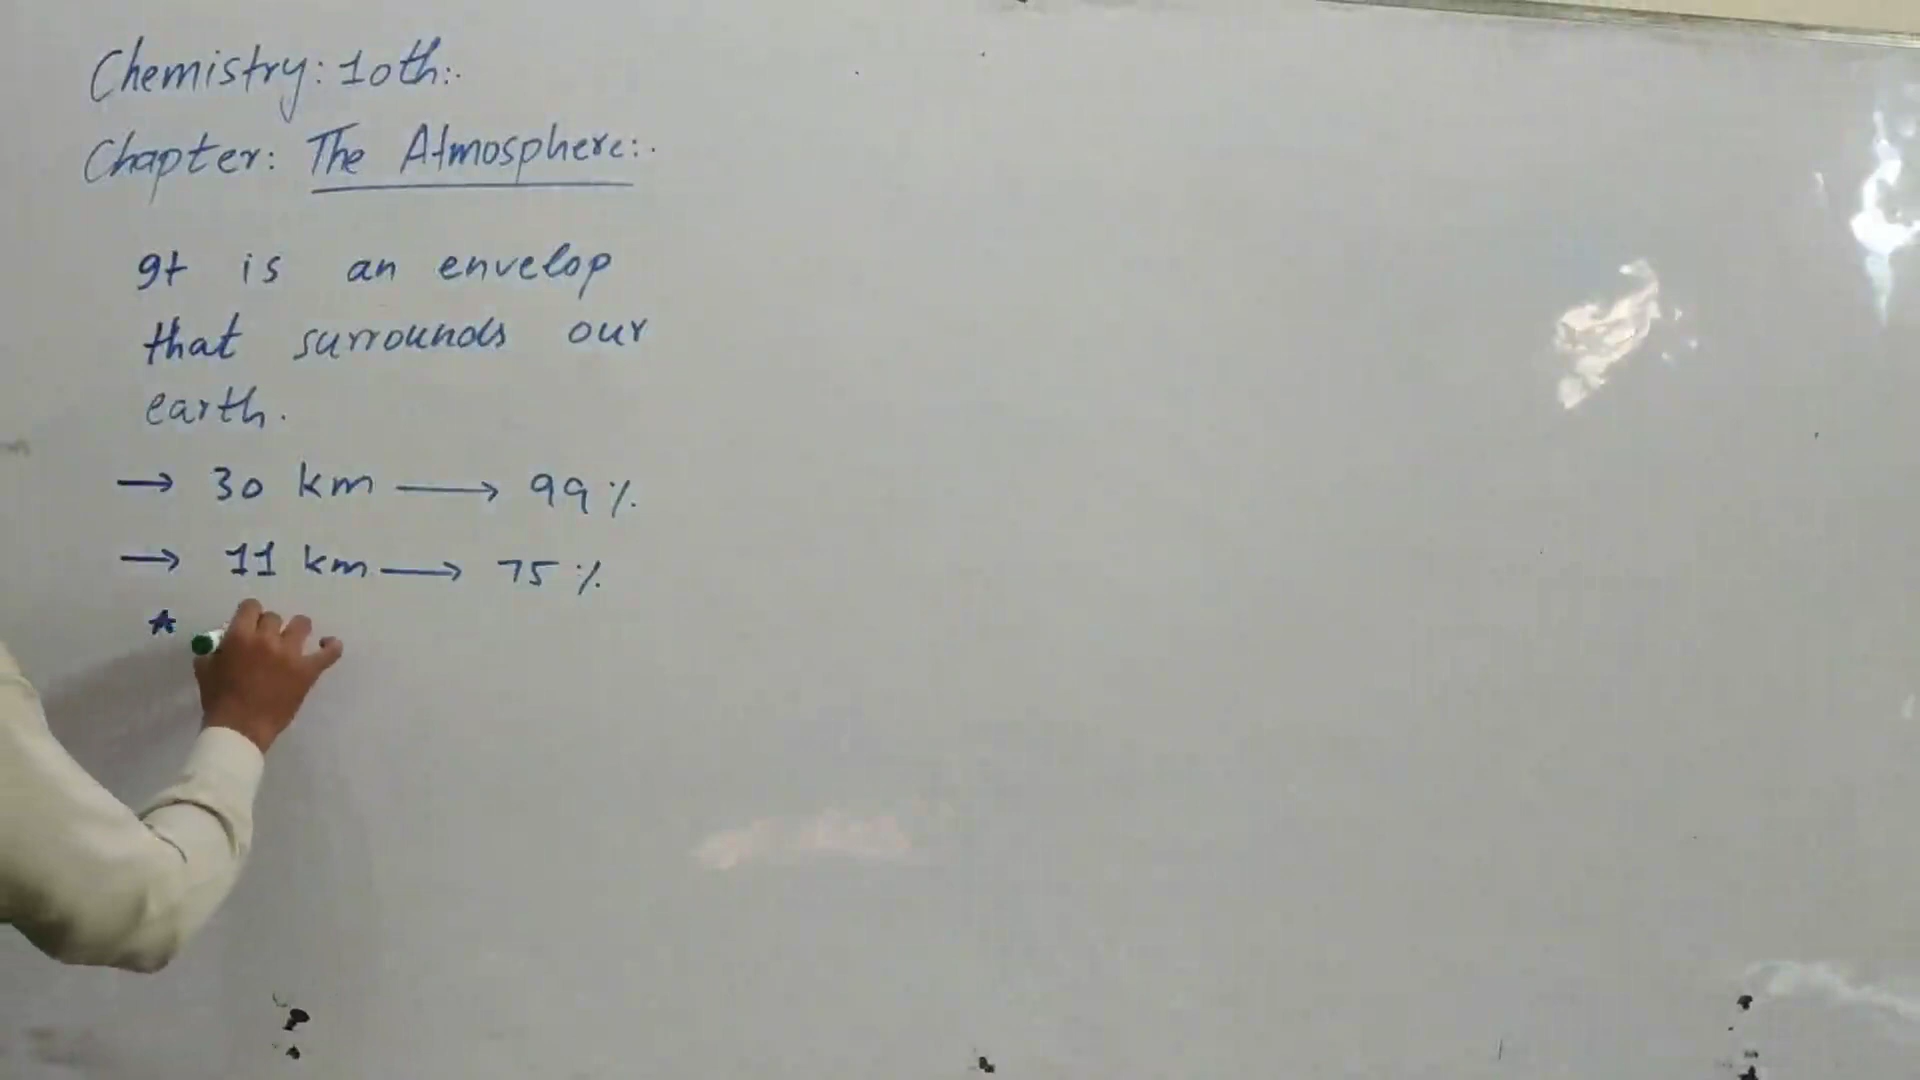 Chemistry: 10th:.
Chapter: The Atmosphere:.
It is an envelop
that surrounds our
earth.
→ 30 km → 99%
→ 11 km → 75%
★